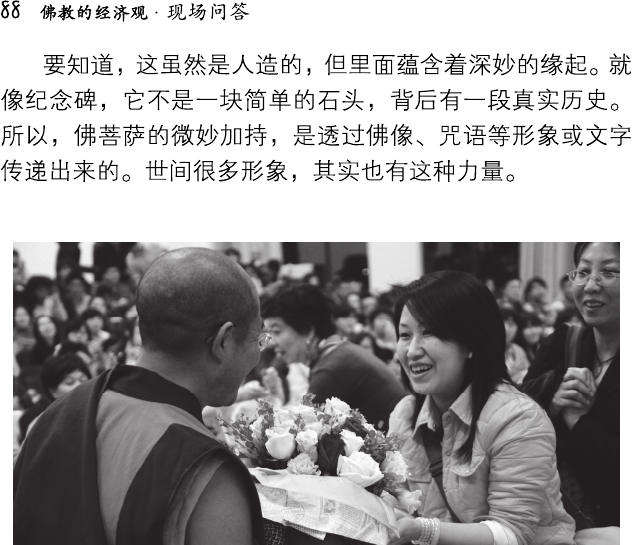 88 佛教的经济观·现场问答
要知道，这虽然是人造的，但里面蕴含着深妙的缘起。就
像纪念碑，它不是一块简单的石头，背后有一段真实历史。
所以，佛菩萨的微妙加持，是透过佛像、咒语等形象或文字
传递出来的。世间很多形象，其实也有这种力量。